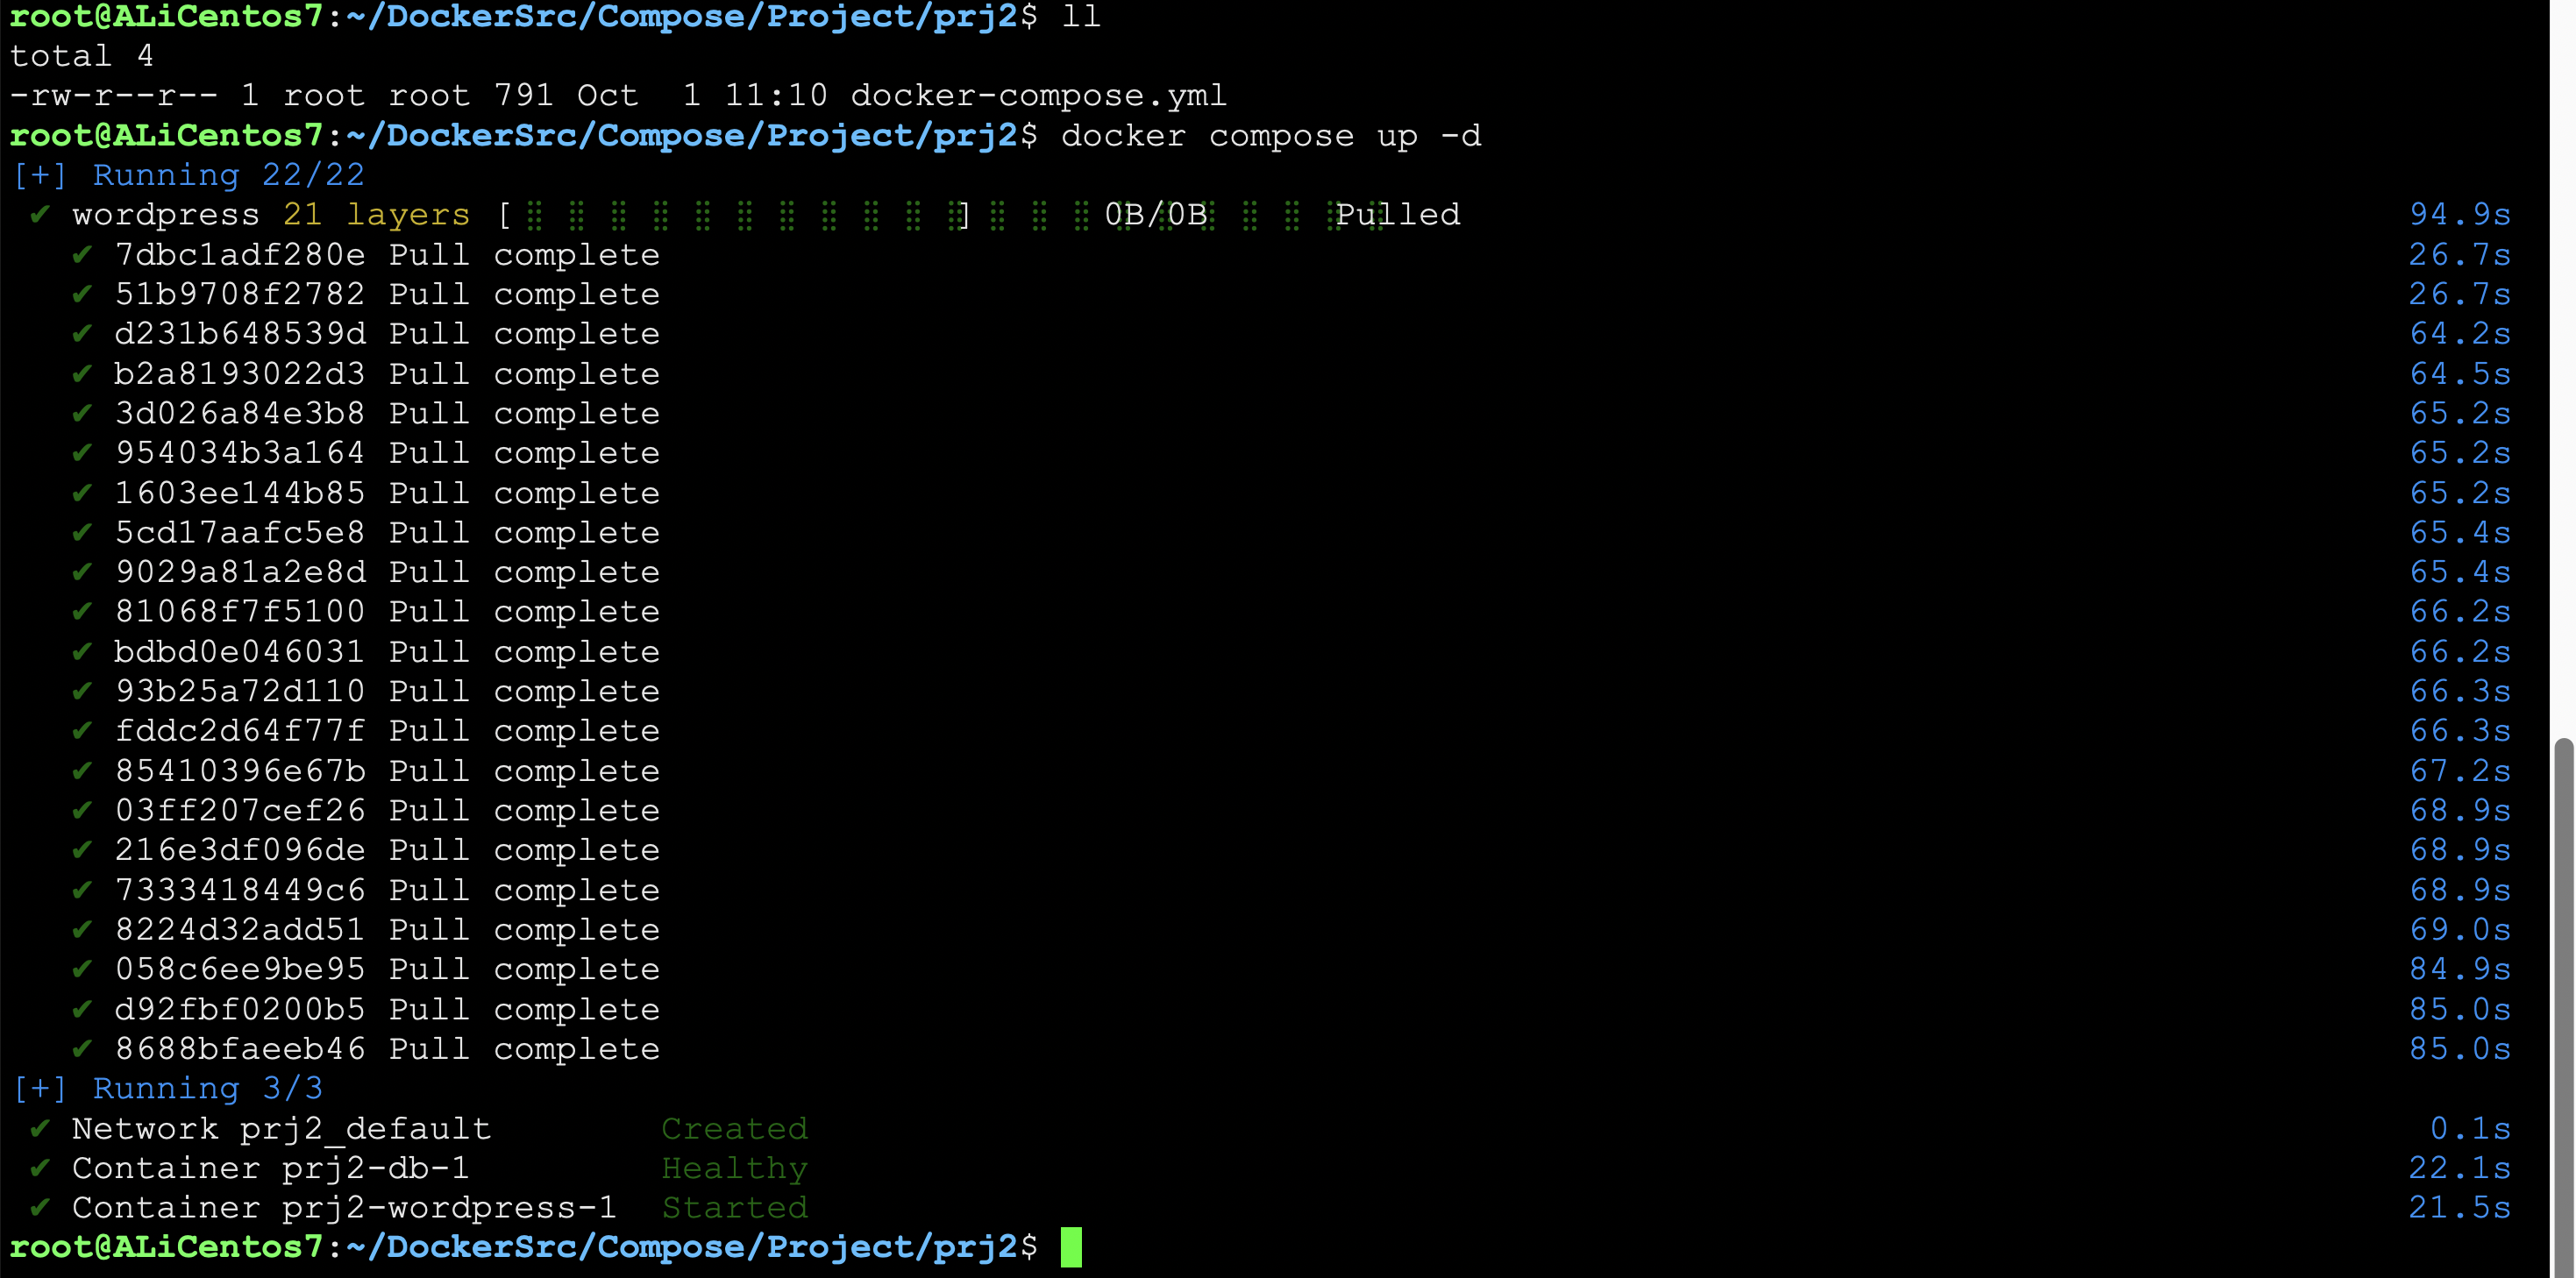 root@ALiCentos7:~/DockerSrc/Compose/Project/prj2$ ll
total 4
-rw-r--r-- 1 root root 791 Oct  1 11:10 docker-compose.yml
root@ALiCentos7:~/DockerSrc/Compose/Project/prj2$ docker compose up -d
[+] Running 22/22
✔ wordpress 21 layers [⣿⣿⣿⣿⣿⣿⣿⣿⣿⣿⣿⣿⣿⣿⣿⣿⣿⣿⣿⣿⣿] 0B/0B Pulled 94.9s
✔ 7dbc1adf280e Pull complete 26.7s
✔ 51b9708f2782 Pull complete 26.7s
✔ d231b648539d Pull complete 64.2s
✔ b2a8193022d3 Pull complete 64.5s
✔ 3d026a84e3b8 Pull complete 65.2s
✔ 954034b3a164 Pull complete 65.2s
✔ 1603ee144b85 Pull complete 65.2s
✔ 5cd17aafc5e8 Pull complete 65.4s
✔ 9029a81a2e8d Pull complete 65.4s
✔ 81068f7f5100 Pull complete 66.2s
✔ bdbd0e046031 Pull complete 66.2s
✔ 93b25a72d110 Pull complete 66.3s
✔ fddc2d64f77f Pull complete 66.3s
✔ 85410396e67b Pull complete 67.2s
✔ 03ff207cef26 Pull complete 68.9s
✔ 216e3df096de Pull complete 68.9s
✔ 7333418449c6 Pull complete 68.9s
✔ 8224d32add51 Pull complete 69.0s
✔ 058c6ee9be95 Pull complete 84.9s
✔ d92fbf0200b5 Pull complete 85.0s
✔ 8688bfaeeb46 Pull complete 85.0s
[+] Running 3/3
✔ Network prj2_default Created 0.1s
✔ Container prj2-db-1 Healthy 22.1s
✔ Container prj2-wordpress-1 Started 21.5s
root@ALiCentos7:~/DockerSrc/Compose/Project/prj2$